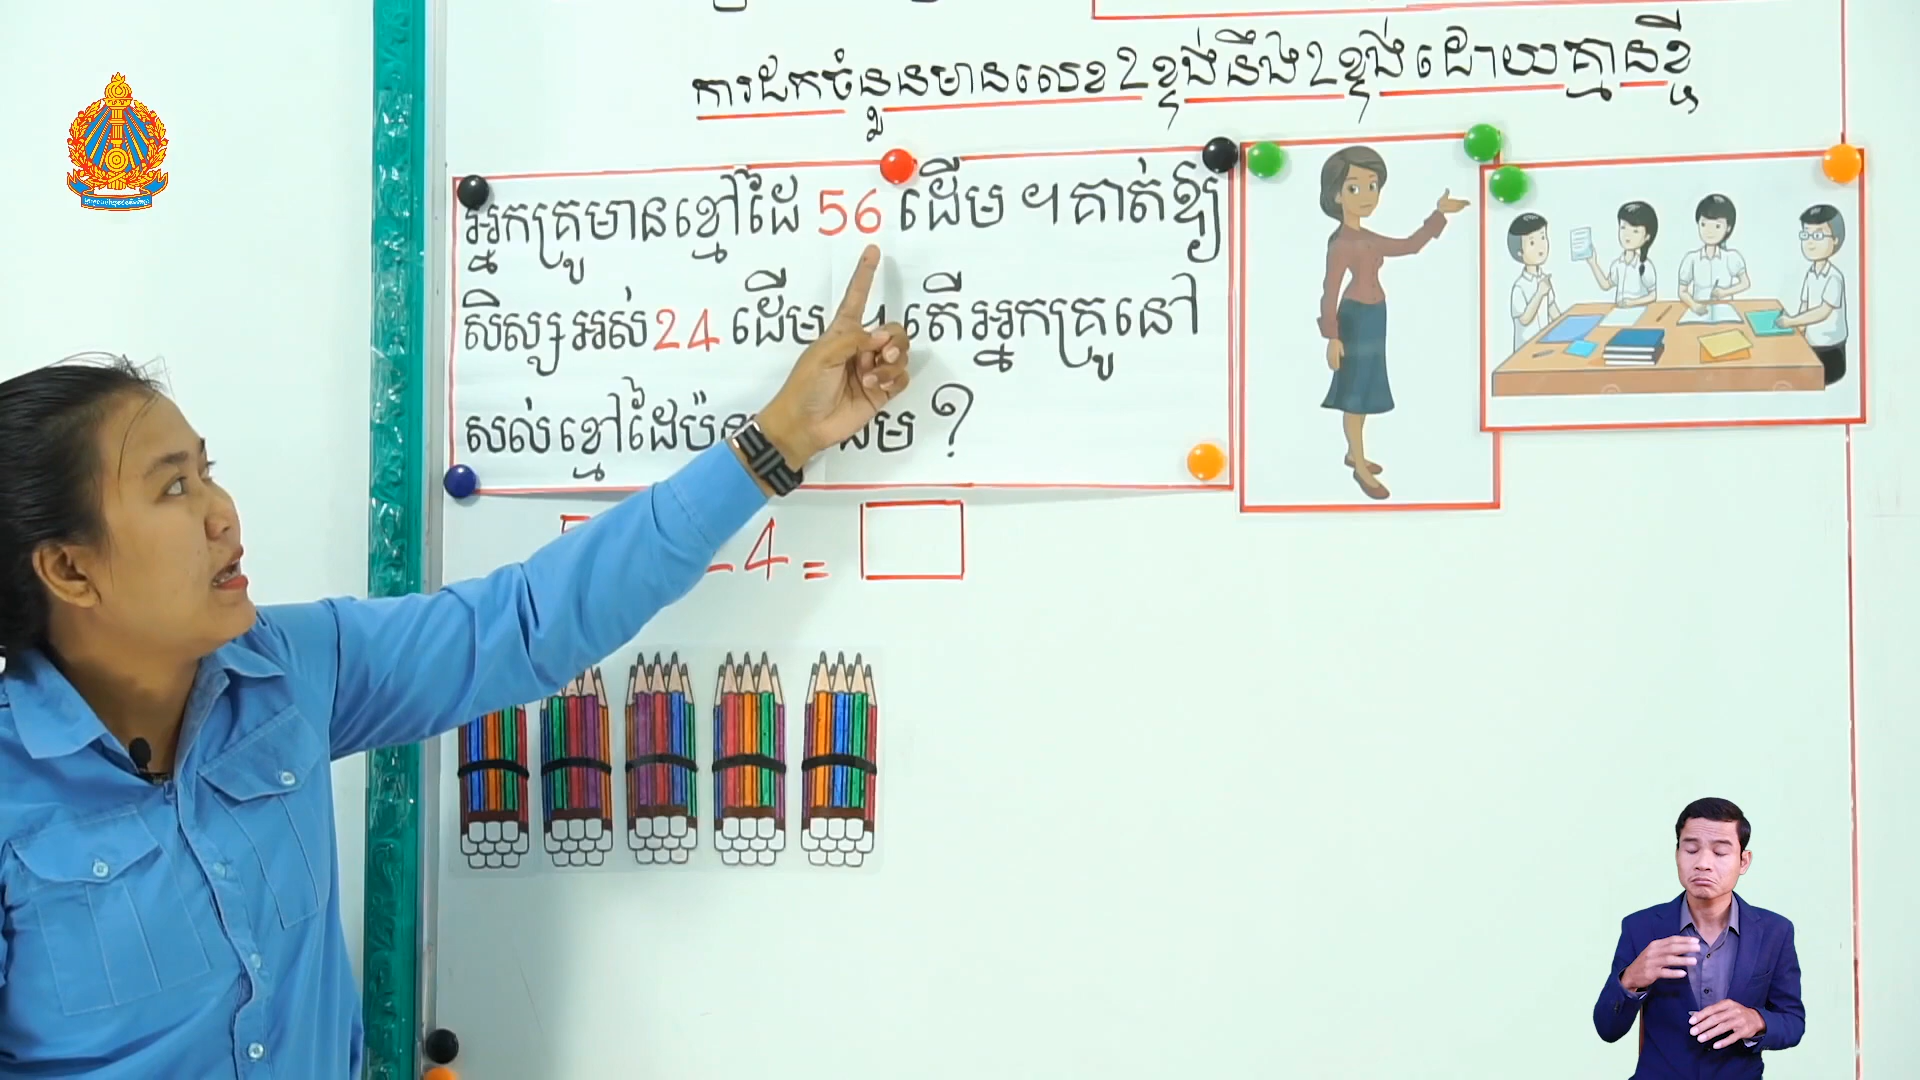 ការដកចំនួនមានលេខ 2 ខ្ទង់នឹង 2 ខ្ទង់ ដោយគ្មានខ្ចី
អ្នកគ្រូមានខ្មៅដៃ 56 ដើម ។ គាត់ឱ្យ
សិស្សអស់ 24 ដើម ។ តើអ្នកគ្រូនៅ
សល់ខ្មៅដៃ ?
4 =